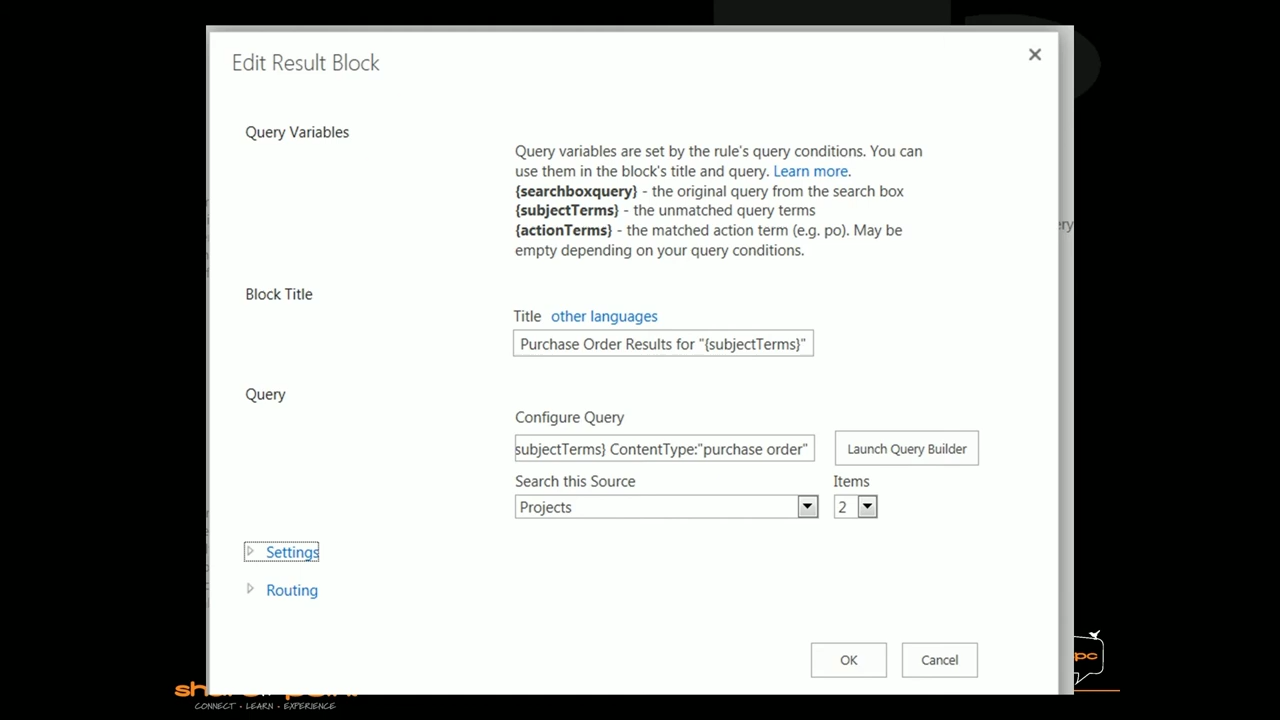 Edit Result Block
Query Variables
Query variables are set by the rule's query conditions. You can
use them in the block's title and query. Learn more.
{searchboxquery} - the original query from the search box
{subjectTerms} - the unmatched query terms
{actionTerms} - the matched action term (e.g. po). May be
empty depending on your query conditions.
Block Title
Title other languages
Purchase Order Results for "{subjectTerms}"
Query
Configure Query
subjectTerms} ContentType:"purchase order"
Launch Query Builder
Search this Source
Items
Projects
2
Settings
Routing
OK
Cancel
CONNECT • LEARN • EXPERIENCE